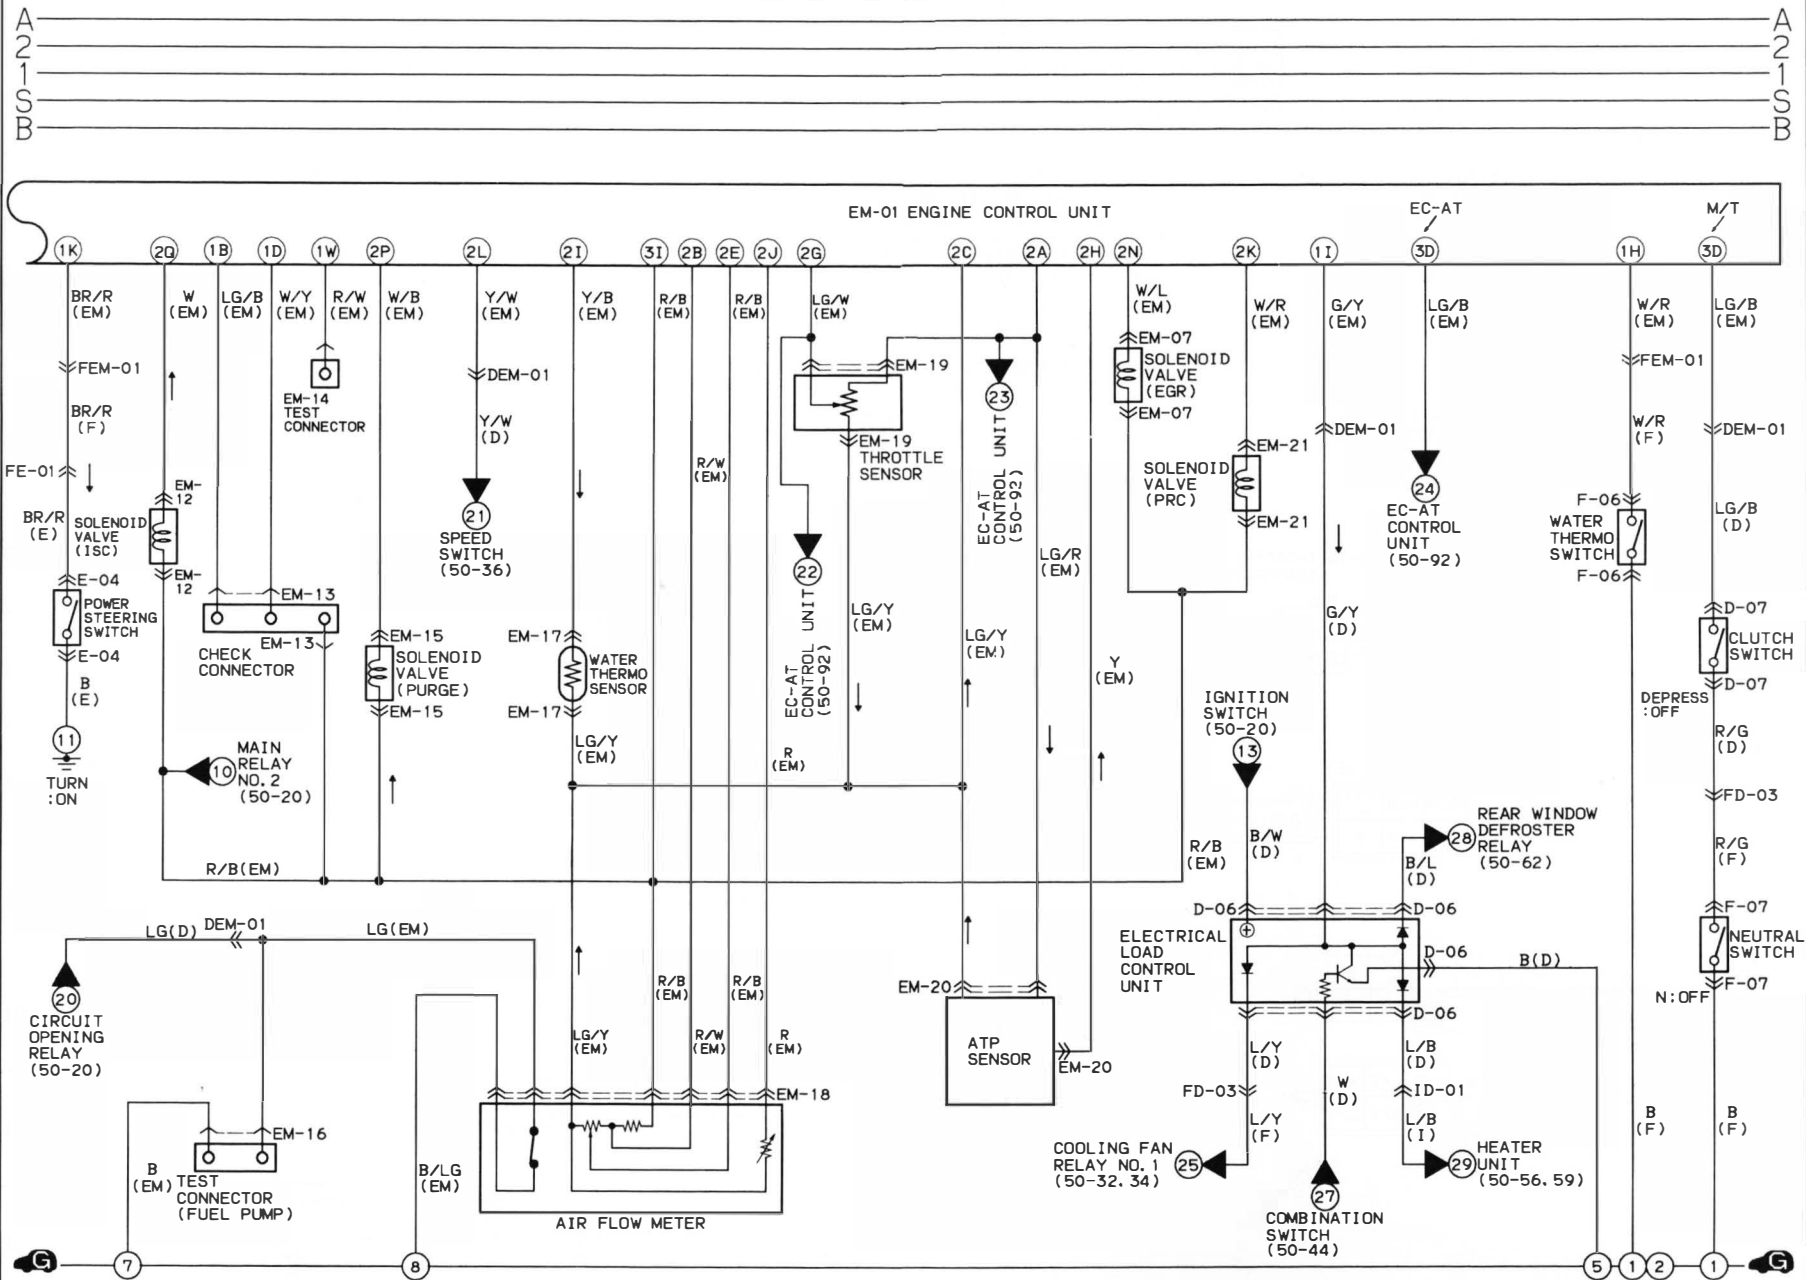 A A
2 2
1 1
S S
B B
EM-01 ENGINE CONTROL UNIT
EC-AT
M/T
1K 2Q 1B 1D 1W 2P 2L 2I 3I 2B 2E 2J 2G 2C 2A 2H 2N 2K 1I 3D 1H 3D
BR/R
(EM)
W
(EM)
LG/B
(EM)
W/Y
(EM)
R/W
(EM)
W/B
(EM)
Y/W
(EM)
Y/B
(EM)
R/B
(EM)
R/B
(EM)
LG/W
(EM)
W/L
(EM)
W/R
(EM)
G/Y
(EM)
LG/B
(EM)
W/R
(EM)
LG/B
(EM)
FEM-01
BR/R
(F)
FE-01
BR/R
(E)
E-04
POWER
STEERING
SWITCH
E-04
B
(E)
11
TURN
:ON
EM-
12
SOLENOID
VALVE
(ISC)
EM-
12
10
MAIN
RELAY
NO.2
(50-20)
R/B(EM)
EM-14
TEST
CONNECTOR
EM-13
EM-13
CHECK
CONNECTOR
EM-15
SOLENOID
VALVE
(PURGE)
EM-15
DEM-01
Y/W
(D)
21
SPEED
SWITCH
(50-36)
EM-17
WATER
THERMO
SENSOR
EM-17
LG/Y
(EM)
R/W
(EM)
R
(EM)
EM-19
EM-19
THROTTLE
SENSOR
22
EC-AT
CONTROL UNIT
(50-92)
LG/Y
(EM)
23
EC-AT
CONTROL UNIT
(50-92)
LG/Y
(EM)
LG/R
(EM)
Y
(EM)
EM-07
SOLENOID
VALVE
(EGR)
EM-07
EM-21
SOLENOID
VALVE
(PRC)
EM-21
R/B
(EM)
DEM-01
G/Y
(D)
IGNITION
SWITCH
(50-20)
13
B/W
(D)
24
EC-AT
CONTROL
UNIT
(50-92)
28
REAR WINDOW
DEFROSTER
RELAY
(50-62)
B/L
(D)
FEM-01
W/R
(F)
F-06
WATER
THERMO
SWITCH
F-06
DEM-01
LG/B
(D)
D-07
CLUTCH
SWITCH
D-07
DEPRESS
:OFF
R/G
(D)
FD-03
R/G
(F)
F-07
NEUTRAL
SWITCH
F-07
N:OFF
B
(F)
B
(F)
LG(D)
DEM-01
LG(EM)
20
CIRCUIT
OPENING
RELAY
(50-20)
EM-16
B
(EM)
TEST
CONNECTOR
(FUEL PUMP)
B/LG
(EM)
LG/Y
(EM)
R/B
(EM)
R/W
(EM)
R/B
(EM)
R
(EM)
EM-18
AIR FLOW METER
EM-20
ATP
SENSOR
EM-20
D-06
D-06
ELECTRICAL
LOAD
CONTROL
UNIT
D-06
B(D)
D-06
L/Y
(D)
FD-03
L/Y
(F)
COOLING FAN
RELAY NO.1
(50-32.34)
25
W
(D)
27
COMBINATION
SWITCH
(50-44)
L/B
(D)
ID-01
L/B
(I)
29
HEATER
UNIT
(50-56.59)
G 7 8 5 1 2 1 G